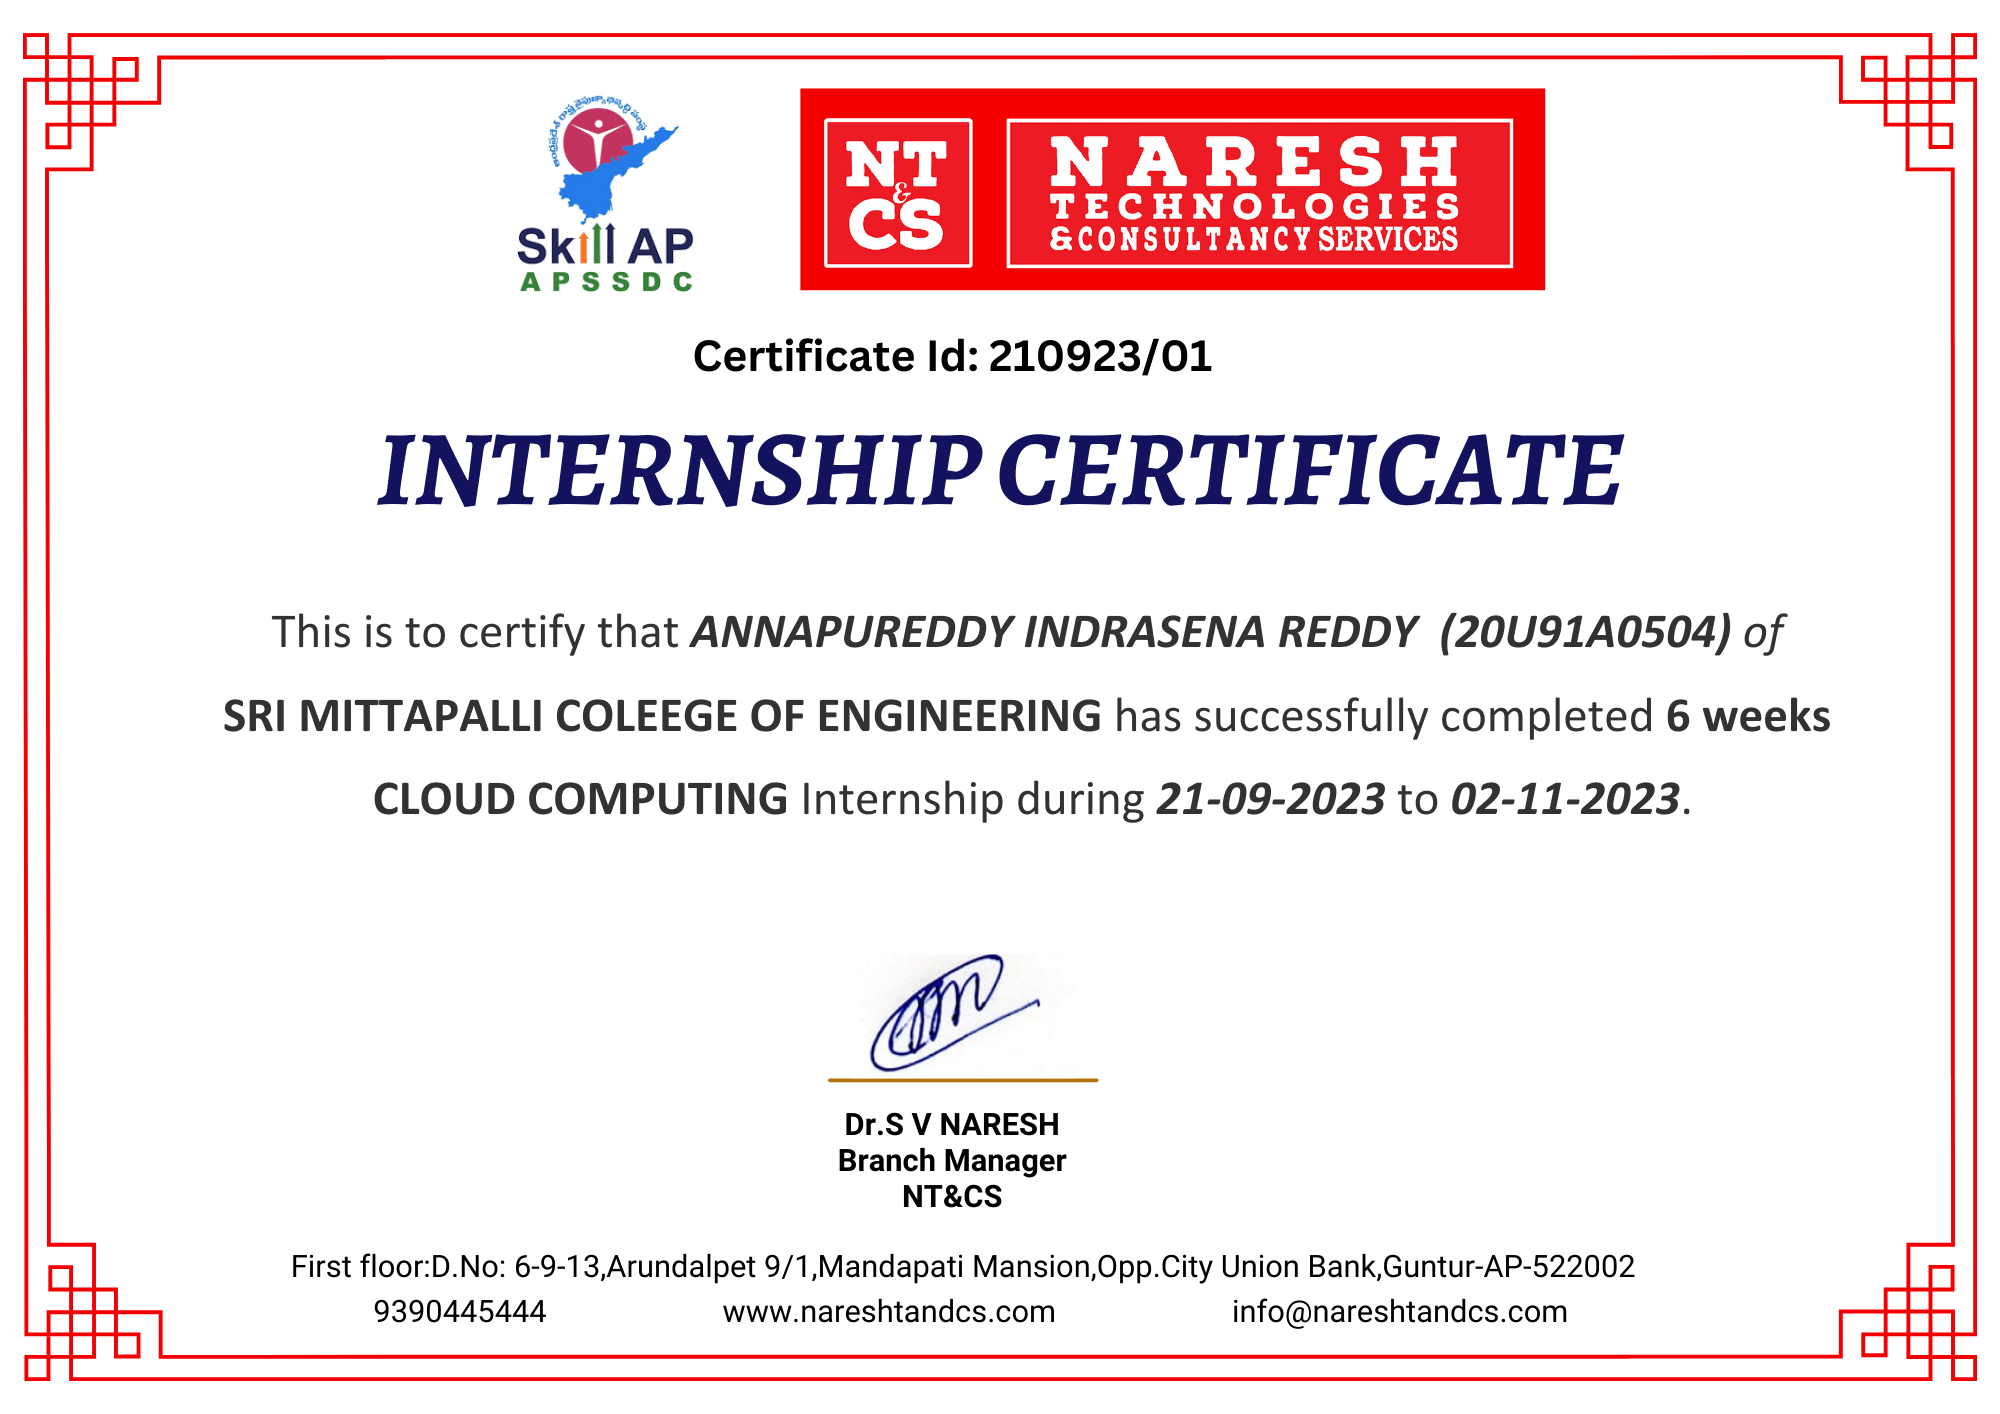 ఆంధ్రప్రదేశ్ రాష్ట్ర నైపుణ్యాభివృద్ధి సంస్థ
Skill AP
APSSDC
NT
&
CS
NARESH
TECHNOLOGIES
&CONSULTANCY SERVICES
Certificate Id: 210923/01
INTERNSHIP CERTIFICATE
This is to certify that ANNAPUREDDY INDRASENA REDDY (20U91A0504) of
SRI MITTAPALLI COLEEGE OF ENGINEERING has successfully completed 6 weeks
CLOUD COMPUTING Internship during 21-09-2023 to 02-11-2023.
Dr.S V NARESH
Branch Manager
NT&CS
First floor:D.No: 6-9-13,Arundalpet 9/1,Mandapati Mansion,Opp.City Union Bank,Guntur-AP-522002
9390445444 www.nareshtandcs.com info@nareshtandcs.com